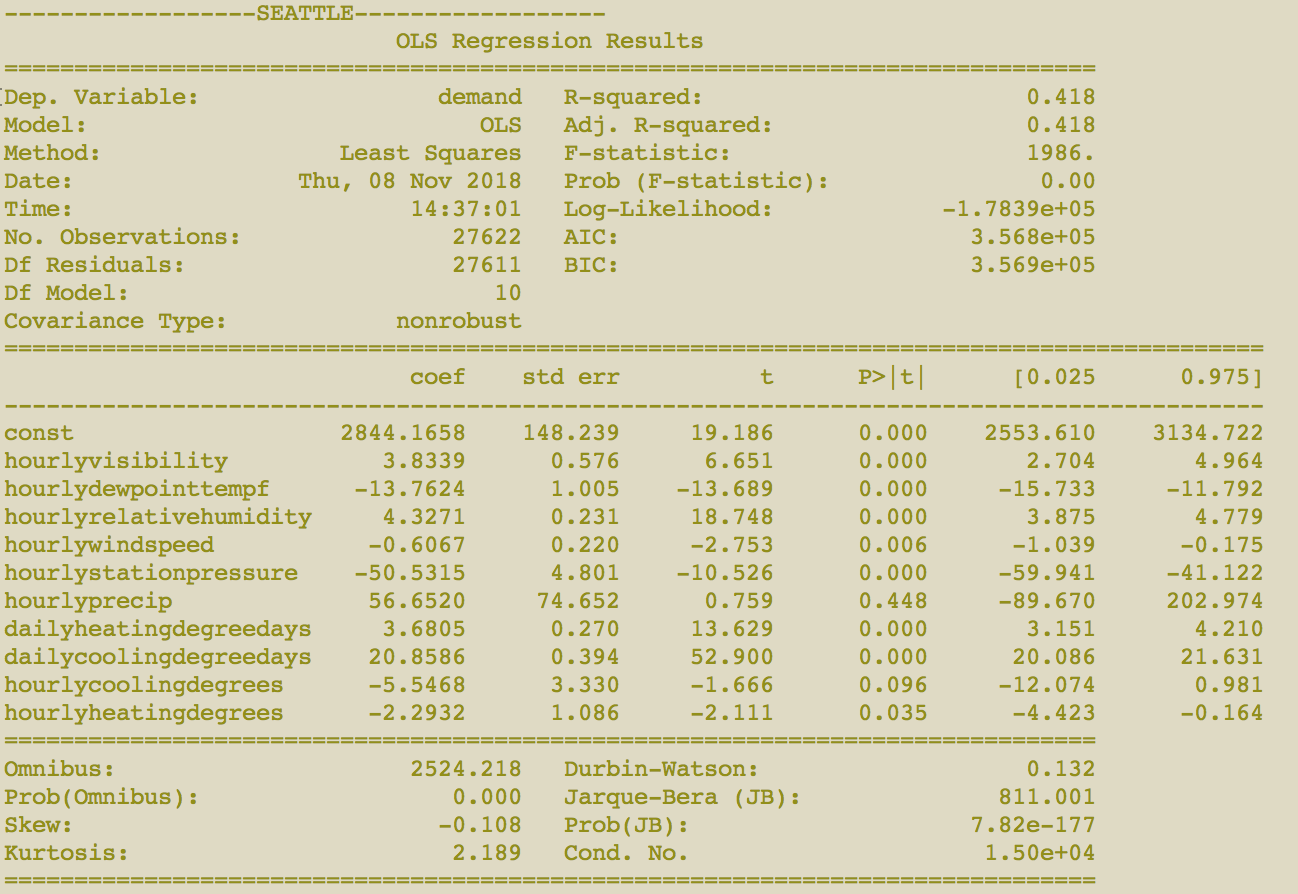 ------------------SEATTLE------------------
                            OLS Regression Results
==============================================================================
Dep. Variable:                 demand   R-squared:                       0.418
Model:                            OLS   Adj. R-squared:                  0.418
Method:                 Least Squares   F-statistic:                     1986.
Date:                Thu, 08 Nov 2018   Prob (F-statistic):               0.00
Time:                        14:37:01   Log-Likelihood:            -1.7839e+05
No. Observations:               27622   AIC:                         3.568e+05
Df Residuals:                   27611   BIC:                         3.569e+05
Df Model:                          10
Covariance Type:            nonrobust
==========================================================================================
                             coef    std err          t      P>|t|      [0.025      0.975]
------------------------------------------------------------------------------------------
const                   2844.1658    148.239     19.186      0.000    2553.610    3134.722
hourlyvisibility           3.8339      0.576      6.651      0.000       2.704       4.964
hourlydewpointtempf      -13.7624      1.005    -13.689      0.000     -15.733     -11.792
hourlyrelativehumidity     4.3271      0.231     18.748      0.000       3.875       4.779
hourlywindspeed           -0.6067      0.220     -2.753      0.006      -1.039      -0.175
hourlystationpressure    -50.5315      4.801    -10.526      0.000     -59.941     -41.122
hourlyprecip              56.6520     74.652      0.759      0.448     -89.670     202.974
dailyheatingdegreedays     3.6805      0.270     13.629      0.000       3.151       4.210
dailycoolingdegreedays    20.8586      0.394     52.900      0.000      20.086      21.631
hourlycoolingdegrees      -5.5468      3.330     -1.666      0.096     -12.074       0.981
hourlyheatingdegrees      -2.2932      1.086     -2.111      0.035      -4.423      -0.164
==============================================================================
Omnibus:                     2524.218   Durbin-Watson:                   0.132
Prob(Omnibus):                  0.000   Jarque-Bera (JB):              811.001
Skew:                          -0.108   Prob(JB):                    7.82e-177
Kurtosis:                       2.189   Cond. No.                     1.50e+04
==============================================================================